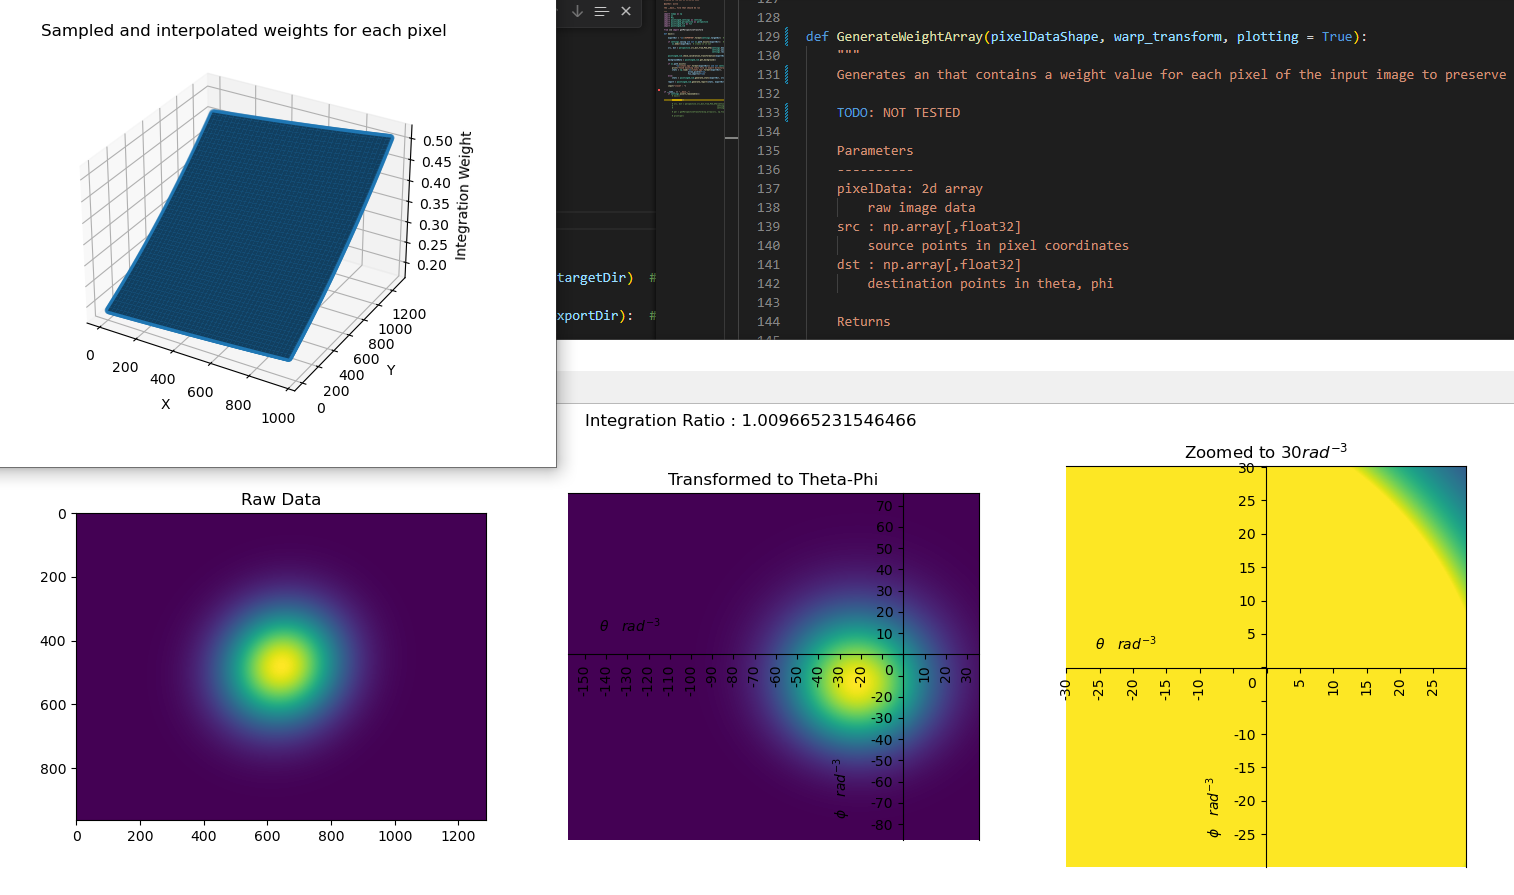 Sampled and interpolated weights for each pixel
0.50
0.45
0.40
0.35
0.30
0.25
0.20
Integration Weight
1200
1000
800
600
400
200
0
Y
0
200
400
600
800
1000
X
targetDir) #
xportDir): #
128
129 def GenerateWeightArray(pixelDataShape, warp_transform, plotting = True):
130 """
131 Generates an that contains a weight value for each pixel of the input image to preserve
132
133 TODO: NOT TESTED
134
135 Parameters
136 ----------
137 pixelData: 2d array
138 raw image data
139 src : np.array[,float32]
140 source points in pixel coordinates
141 dst : np.array[,float32]
142 destination points in theta, phi
143
144 Returns
Integration Ratio : 1.009665231546466
Raw Data
0
200
400
600
800
0 200 400 600 800 1000 1200
Transformed to Theta-Phi
70
60
50
40
30
20
10
0
-20
-30
-40
-50
-60
-70
-80
θ rad⁻³
-150 -140 -130 -120 -110 -100 -90 -80 -70 -60 -50 -40 -30 -20 10 20 30
ϕ rad⁻³
Zoomed to 30rad⁻³
30
25
20
15
10
5
0
-10
-15
-20
-25
θ rad⁻³
-30 -25 -20 -15 -10 5 10 15 20 25
ϕ rad⁻³